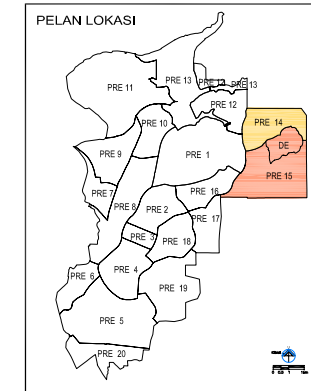 PELAN LOKASI
PRE 11
PRE 13
PRE 12
PRE 13
PRE 12
PRE 10
PRE 14
DE
PRE 9
PRE 1
PRE 15
PRE 7
PRE 16
PRE 8
PRE 2
PRE 17
PRE 3
PRE 18
PRE 6
PRE 4
PRE 19
PRE 5
PRE 20